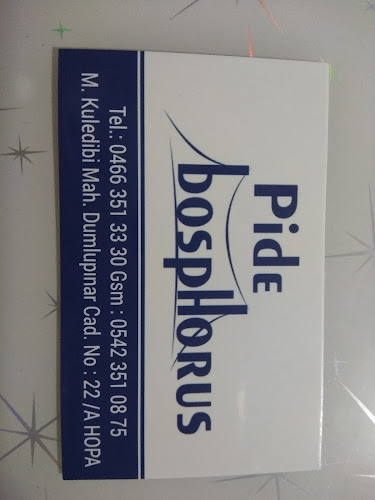 PidE
bospHorus
Tel.: 0466 351 33 30 Gsm : 0542 351 08 75
M. Kuledibi Mah. Dumlupınar Cad. No : 22 /A HOPA